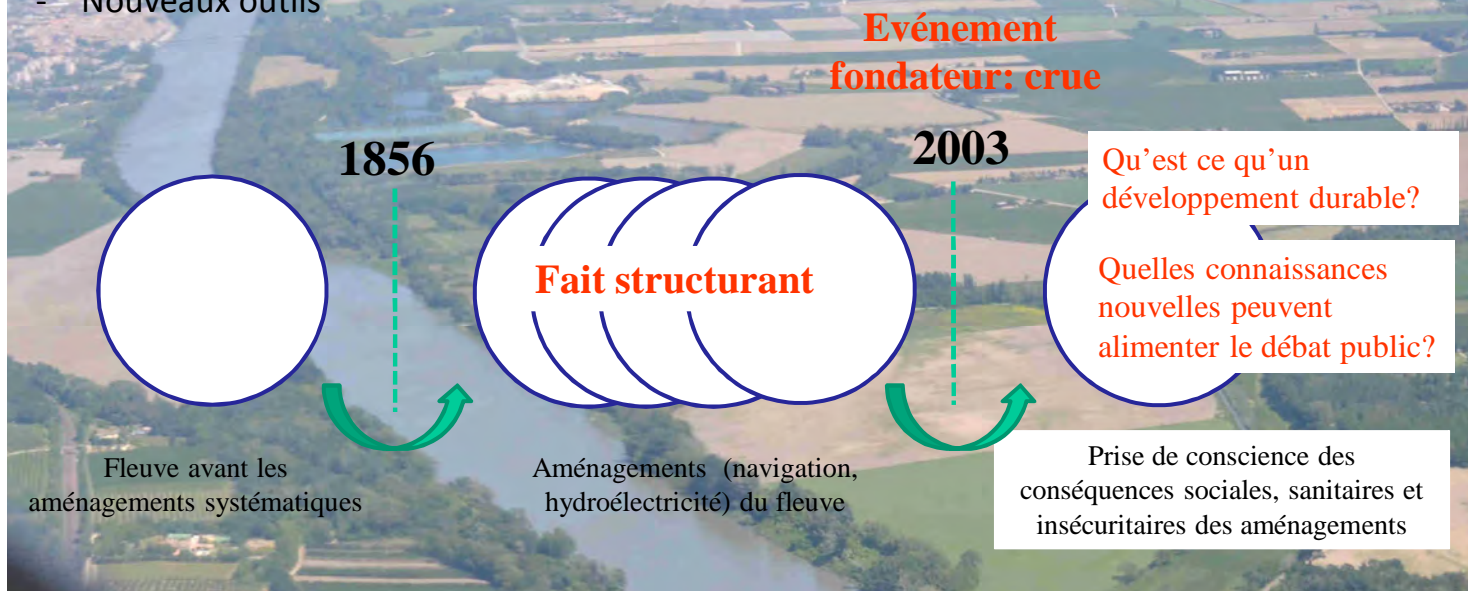 - Nouveaux outils
Evénement
fondateur: crue
1856
2003
Qu’est ce qu’un
développement durable?
Fait structurant
Quelles connaissances
nouvelles peuvent
alimenter le débat public?
Fleuve avant les
aménagements systématiques
Aménagements (navigation,
hydroélectricité) du fleuve
Prise de conscience des
conséquences sociales, sanitaires et
insécuritaires des aménagements